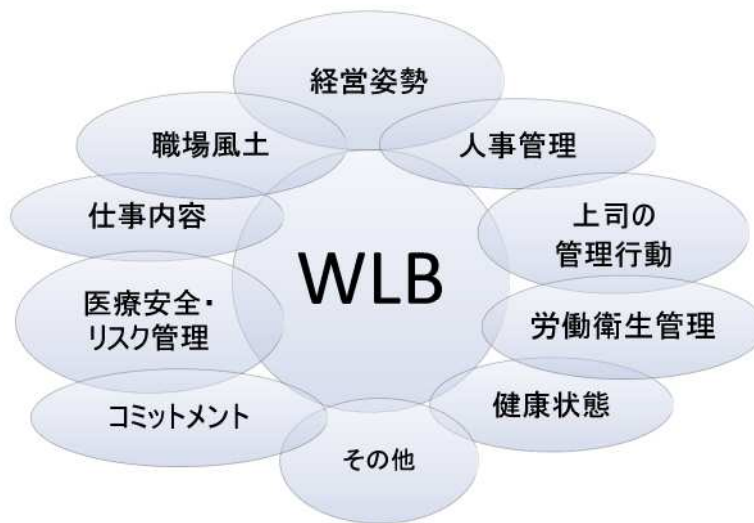 経営姿勢
職場風土
人事管理
仕事内容
上司の
管理行動
WLB
医療安全・
リスク管理
労働衛生管理
コミットメント
健康状態
その他